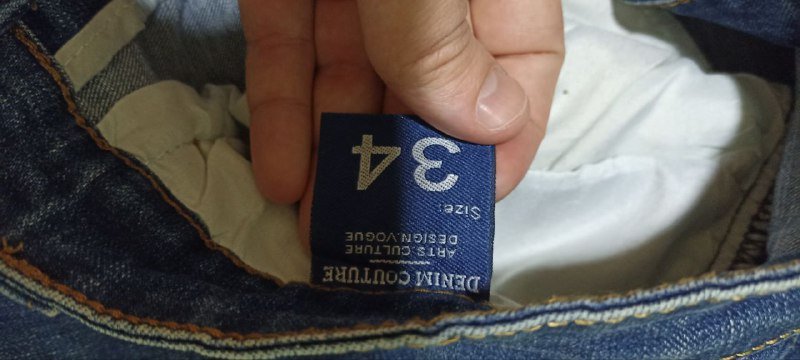 DENIM COUTURE
ARTS.CULTURE
DESIGN.VOGUE
Size:
34